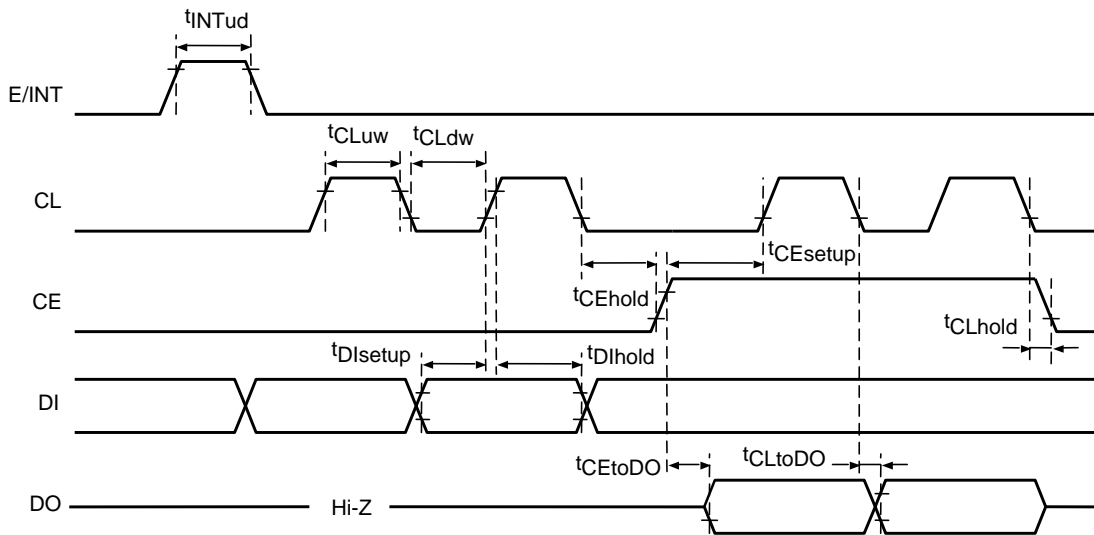 tINTud
E/INT
tCLuw
tCLdw
CL
tCEsetup
tCEhold
CE
tCLhold
tDIsetup
tDIhold
DI
tCEtoDO
tCLtoDO
DO
Hi-Z